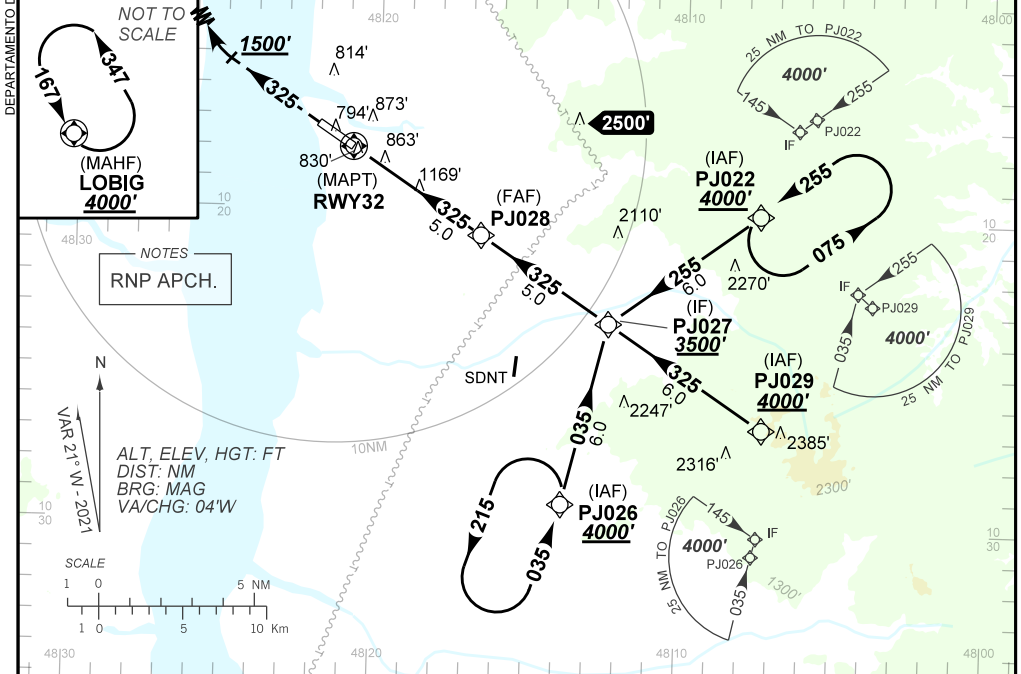 DEPARTAMENTO D
NOT TO
SCALE
347
167
(MAHF)
LOBIG
4000'
48 20
48 10
48 00
1500'
325
814'
794'
873'
863'
830'
(MAPT)
RWY32
1169'
2500'
25 NM TO PJ022
4000'
145
255
IF
PJ022
10
20
48 30
NOTES
RNP APCH.
(FAF)
PJ028
325
5.0
325
5.0
2110'
(IAF)
PJ022
4000'
255
075
2270'
255
6.0
10
20
(IF)
PJ027
3500'
255
IF
PJ029
4000'
035
25 NM TO PJ029
SDNT
325
6.0
(IAF)
PJ029
4000'
2247'
2385'
2316'
2300'
N
VAR 21° W - 2021
ALT, ELEV, HGT: FT
DIST: NM
BRG: MAG
VA/CHG: 04'W
10NM
035
6.0
(IAF)
PJ026
4000'
215
035
25 NM TO PJ026
145
4000'
IF
PJ026
035
1300'
10
30
10
30
SCALE
1 0 5 NM
1 0 5 10 Km
48 30
48 20
48 10
48 00